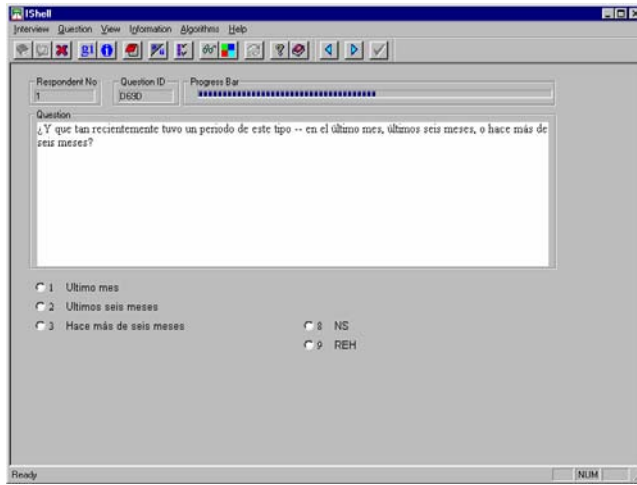 IShell
Interview Question View Information Algorithms Help
g1
Respondent No Question ID Progress Bar
1 D69D
Question
¿Y que tan recientemente tuvo un periodo de este tipo -- en el último mes, últimos seis meses, o hace más de
seis meses?
1 Ultimo mes
2 Ultimos seis meses
3 Hace más de seis meses 8 NS
9 REH
Ready NUM